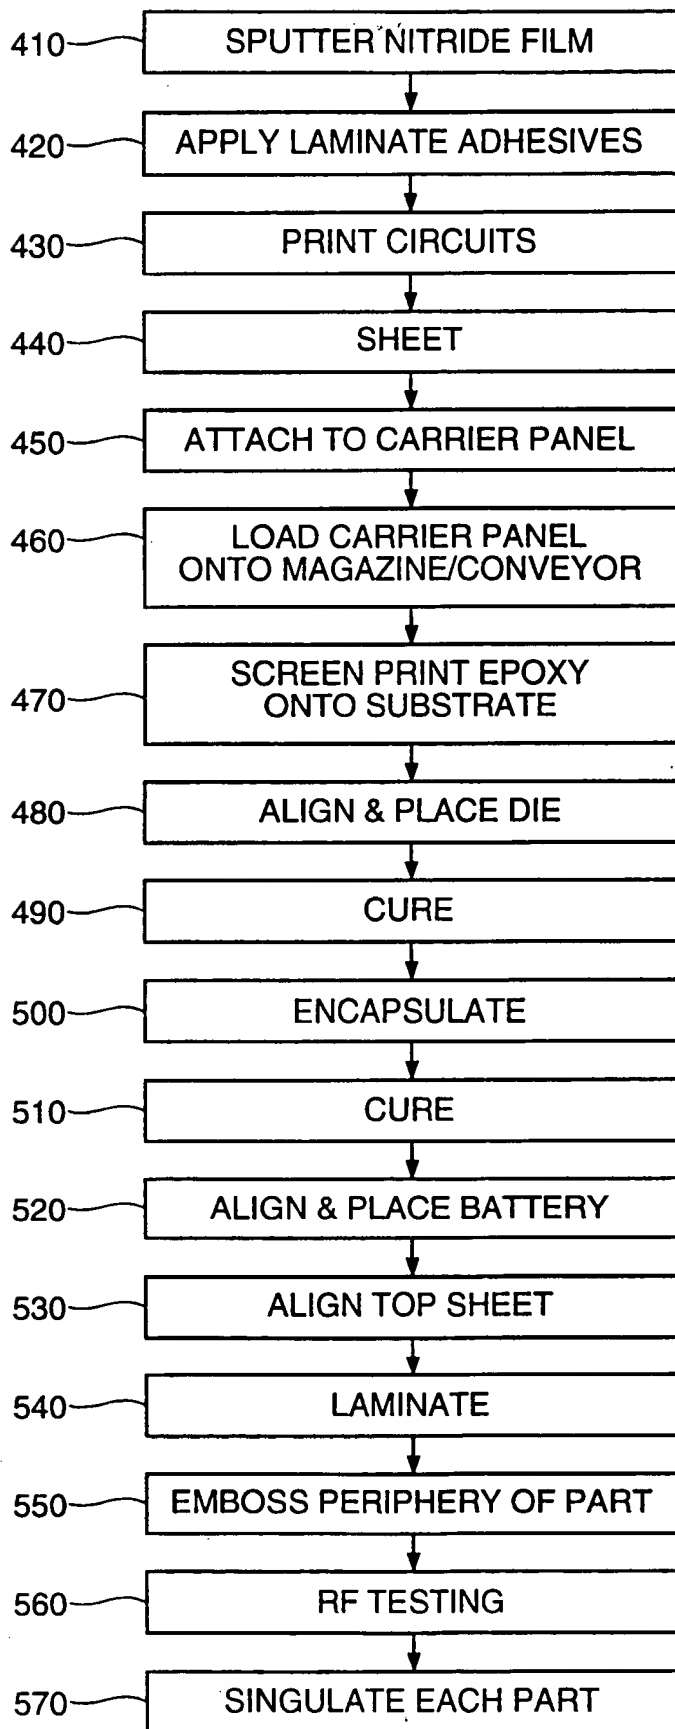 410 SPUTTER NITRIDE FILM
420 APPLY LAMINATE ADHESIVES
430 PRINT CIRCUITS
440 SHEET
450 ATTACH TO CARRIER PANEL
460 LOAD CARRIER PANEL
ONTO MAGAZINE/CONVEYOR
470 SCREEN PRINT EPOXY
ONTO SUBSTRATE
480 ALIGN & PLACE DIE
490 CURE
500 ENCAPSULATE
510 CURE
520 ALIGN & PLACE BATTERY
530 ALIGN TOP SHEET
540 LAMINATE
550 EMBOSS PERIPHERY OF PART
560 RF TESTING
570 SINGULATE EACH PART